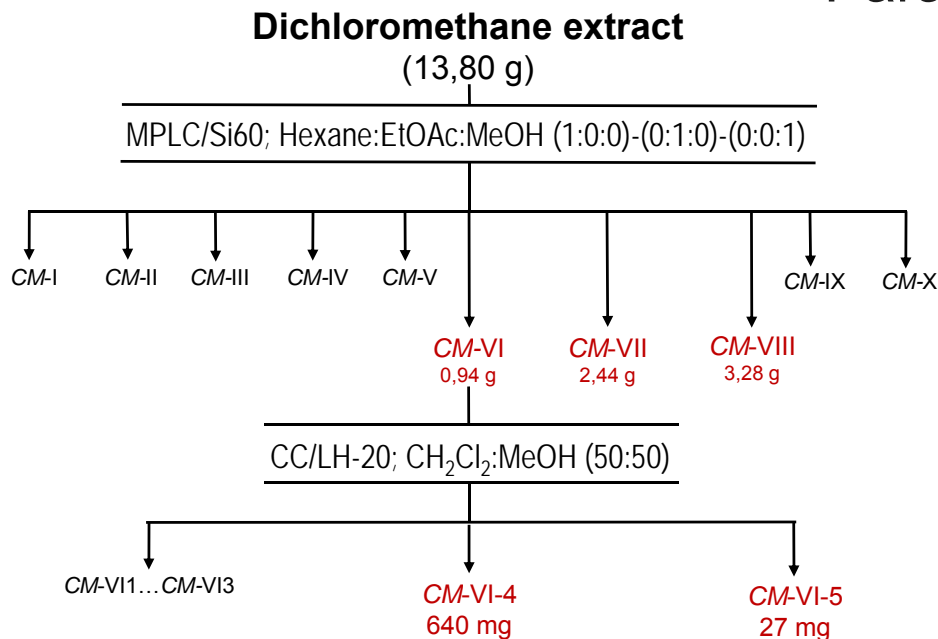 Dichloromethane extract
(13,80 g)
MPLC/Si60; Hexane:EtOAc:MeOH (1:0:0)-(0:1:0)-(0:0:1)
CM-I CM-II CM-III CM-IV CM-V CM-IX CM-X
CM-VI CM-VII CM-VIII
0,94 g 2,44 g 3,28 g
CC/LH-20; CH₂Cl₂:MeOH (50:50)
CM-VI1…CM-VI3 CM-VI-4 CM-VI-5
640 mg 27 mg